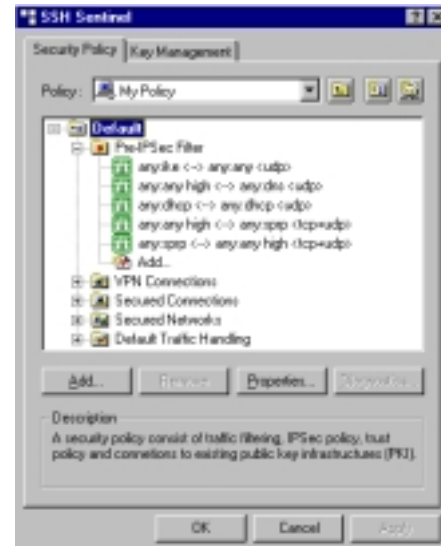 SSH Sentinel
Security Policy
Key Management
Policy:
My Policy
Default
Pre-IPSec Filter
any:ike <-> any:any <udp>
any:any high <-> any:dns <udp>
any:dhcp <-> any:dhcp <udp>
any:any high <-> any:sprp <tcp+udp>
any:sprp <-> any:any high <tcp+udp>
Add...
VPN Connections
Secured Connections
Secured Networks
Default Traffic Handling
Add...
Remove
Properties...
Diagnostics...
Description
A security policy consist of traffic filtering, IPSec policy, trust
policy and connetions to existing public key infrastructures (PKI).
OK
Cancel
Apply